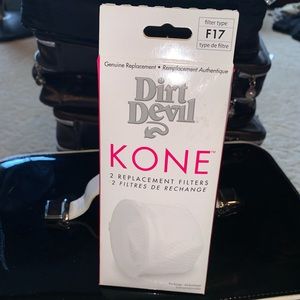 filter type
F17
type de filtre
Genuine Replacement • Remplacement Authentique
Dirt
Devil
KONE™
2 REPLACEMENT FILTERS
2 FILTRES DE RECHANGE